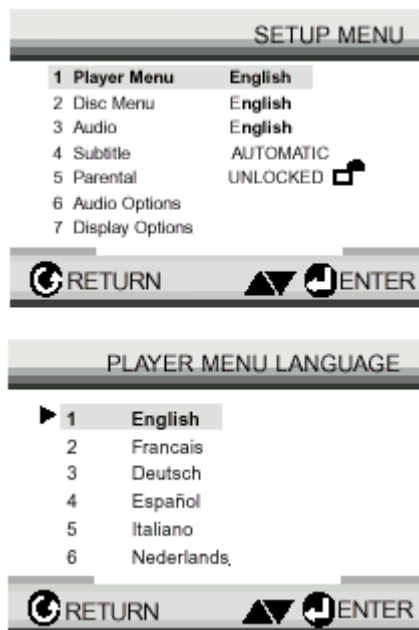 SETUP MENU
1 Player Menu English
2 Disc Menu English
3 Audio English
4 Subtitle AUTOMATIC
5 Parental UNLOCKED
6 Audio Options
7 Display Options
RETURN ENTER
PLAYER MENU LANGUAGE
1 English
2 Francais
3 Deutsch
4 Español
5 Italiano
6 Nederlands
RETURN ENTER